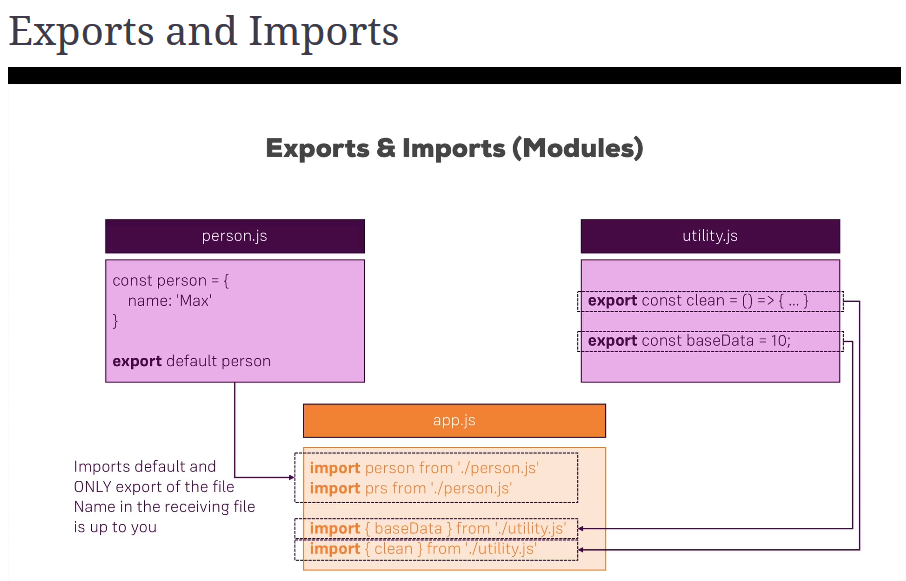 Exports and Imports
Exports & Imports (Modules)
person.js
const person = {
name: 'Max'
}
export default person
utility.js
export const clean = () => { ... }
export const baseData = 10;
app.js
import person from './person.js'
import prs from './person.js'
import { baseData } from './utility.js'
import { clean } from './utility.js'
Imports default and
ONLY export of the file
Name in the receiving file
is up to you